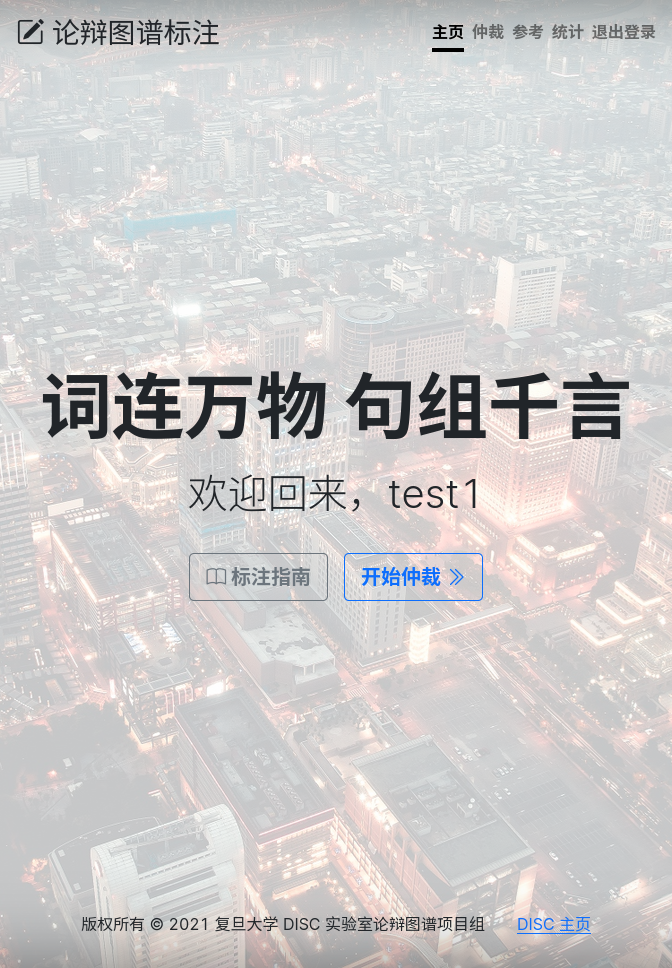 论辩图谱标注
主页 仲裁 参考 统计 退出登录
词连万物 句组千言
欢迎回来，test1
标注指南 开始仲裁
版权所有 © 2021 复旦大学 DISC 实验室论辩图谱项目组 DISC 主页